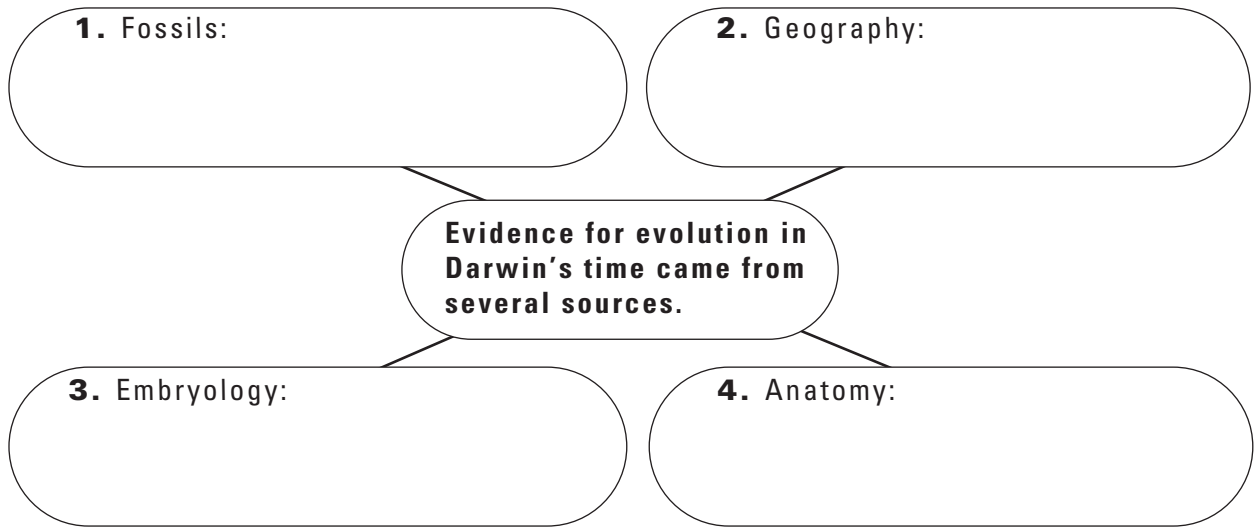 1. Fossils:
2. Geography:
Evidence for evolution in
Darwin's time came from
several sources.
3. Embryology:
4. Anatomy: